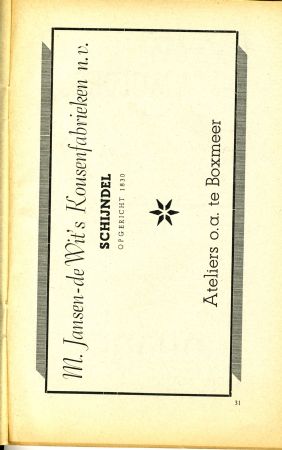 M. Jansen-de Wit's Kousenfabrieken n.v.
SCHIJNDEL
OPGERICHT 1830
Ateliers o.a. te Boxmeer
31